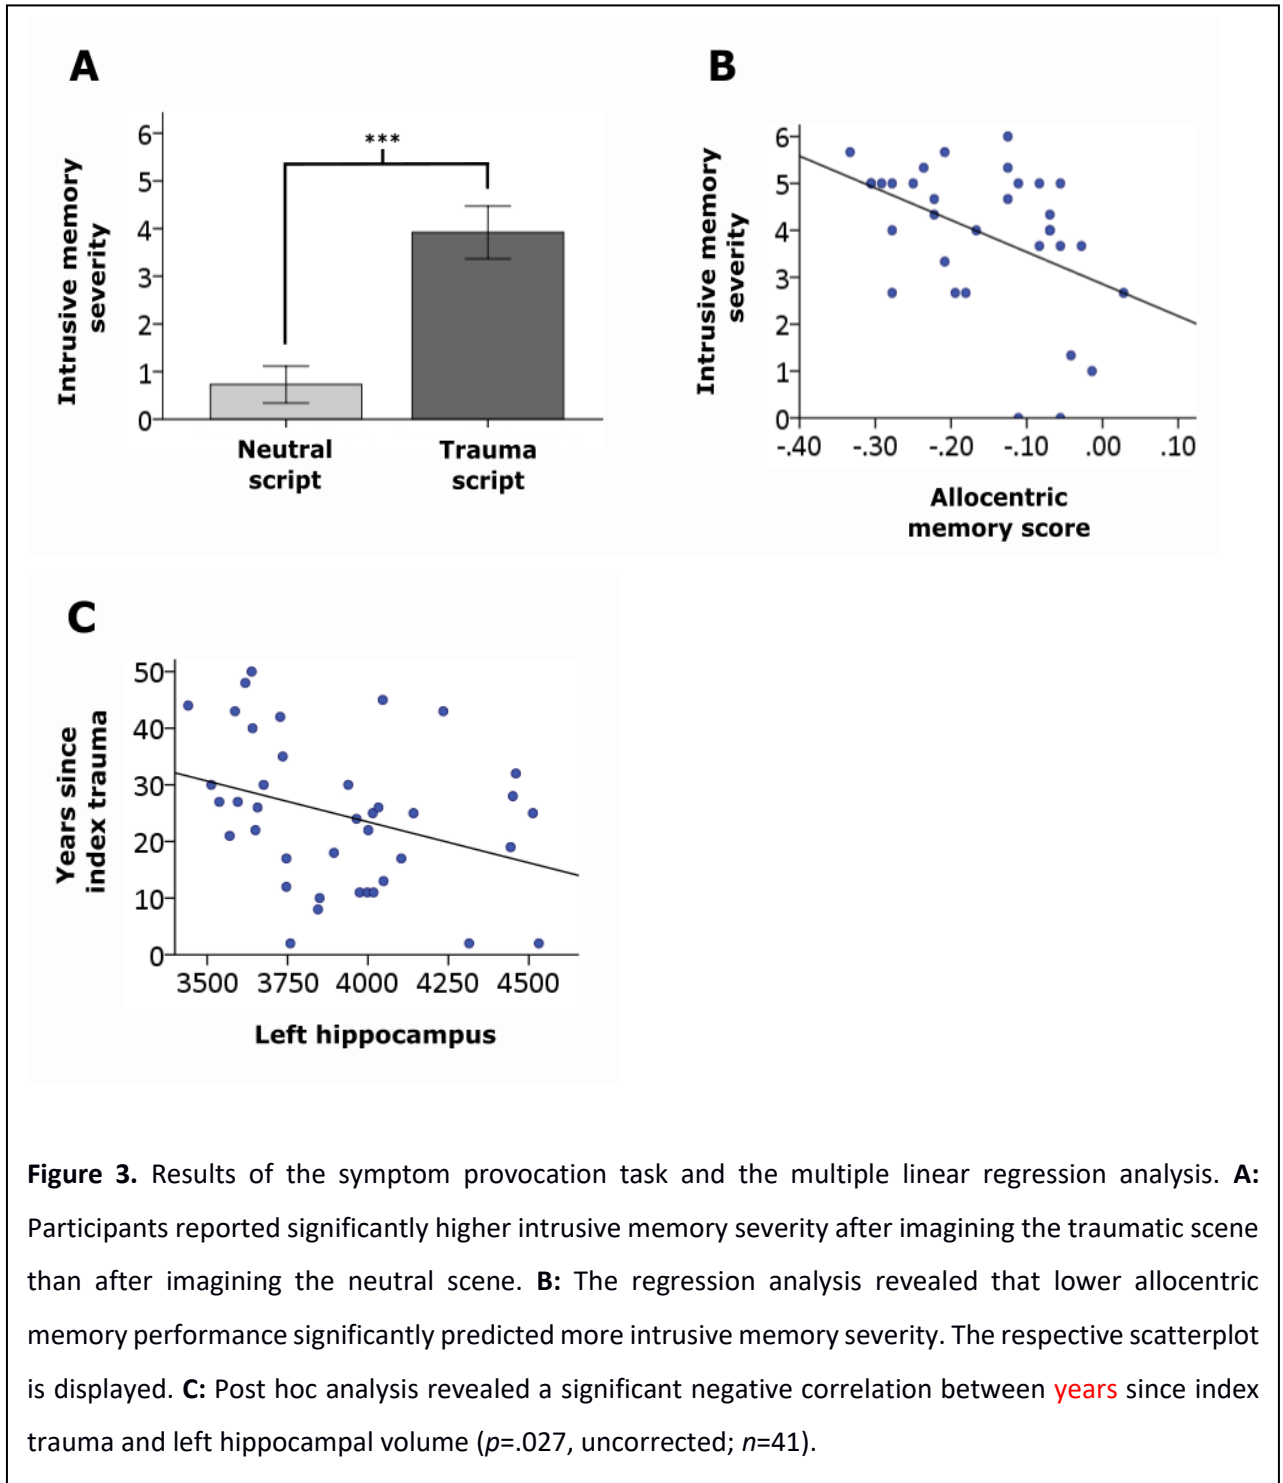 A
Intrusive memory
severity
6
5
4
3
2
1
0
***
Neutral
script
Trauma
script
B
Intrusive memory
severity
6
5
4
3
2
1
0
-.40 -.30 -.20 -.10 .00 .10
Allocentric
memory score
C
Years since
index trauma
50
40
30
20
10
0
3500 3750 4000 4250 4500
Left hippocampus
Figure 3. Results of the symptom provocation task and the multiple linear regression analysis. A:
Participants reported significantly higher intrusive memory severity after imagining the traumatic scene
than after imagining the neutral scene. B: The regression analysis revealed that lower allocentric
memory performance significantly predicted more intrusive memory severity. The respective scatterplot
is displayed. C: Post hoc analysis revealed a significant negative correlation between years since index
trauma and left hippocampal volume (p=.027, uncorrected; n=41).